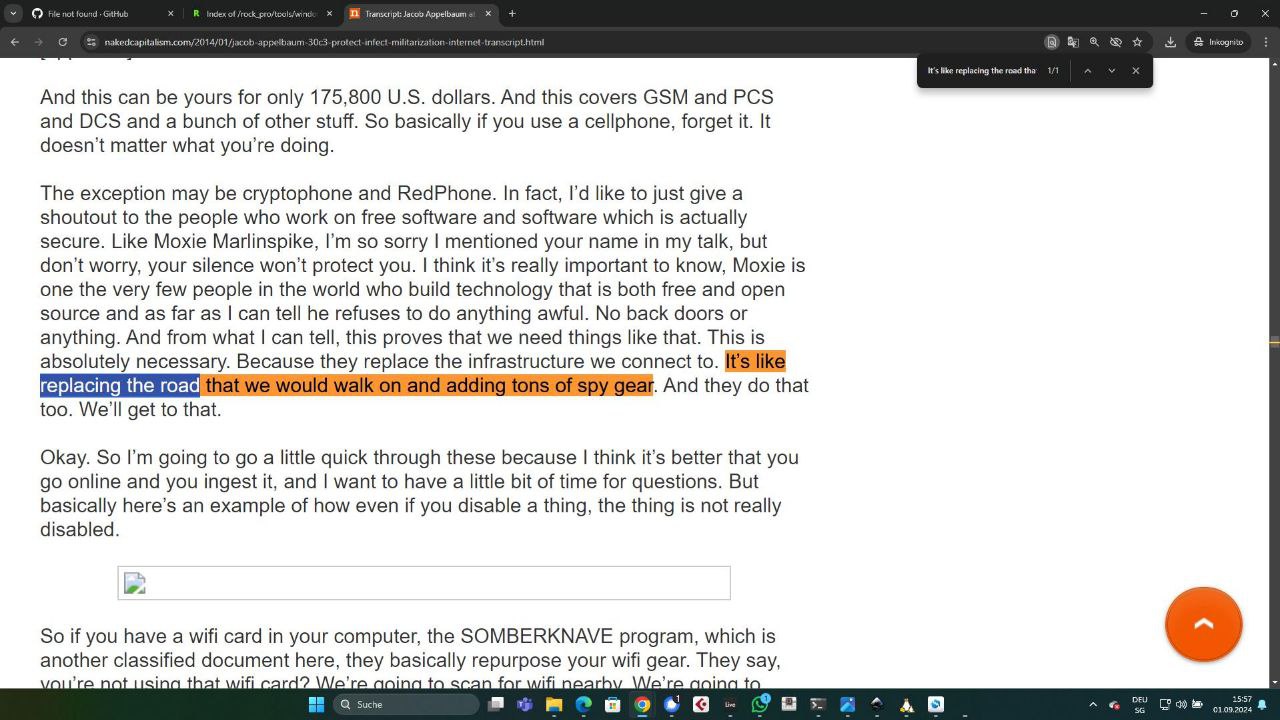 File not found · GitHub
Index of /rock_pro/tools/windo
Transcript: Jacob Appelbaum at
nakedcapitalism.com/2014/01/jacob-appelbaum-30c3-protect-infect-militarization-internet-transcript.html
Inkognito
It's like replacing the road tha
1/1
And this can be yours for only 175,800 U.S. dollars. And this covers GSM and PCS
and DCS and a bunch of other stuff. So basically if you use a cellphone, forget it. It
doesn’t matter what you’re doing.
The exception may be cryptophone and RedPhone. In fact, I’d like to just give a
shoutout to the people who work on free software and software which is actually
secure. Like Moxie Marlinspike, I’m so sorry I mentioned your name in my talk, but
don’t worry, your silence won’t protect you. I think it’s really important to know, Moxie is
one the very few people in the world who build technology that is both free and open
source and as far as I can tell he refuses to do anything awful. No back doors or
anything. And from what I can tell, this proves that we need things like that. This is
absolutely necessary. Because they replace the infrastructure we connect to. It’s like
replacing the road that we would walk on and adding tons of spy gear. And they do that
too. We’ll get to that.
Okay. So I’m going to go a little quick through these because I think it’s better that you
go online and you ingest it, and I want to have a little bit of time for questions. But
basically here’s an example of how even if you disable a thing, the thing is not really
disabled.
So if you have a wifi card in your computer, the SOMBERKNAVE program, which is
another classified document here, they basically repurpose your wifi gear. They say,
you’re not using that wifi card? We’re going to scan for wifi nearby. We’re going to
Suche
Live
1
1
DEU
SG
15:57
01.09.2024